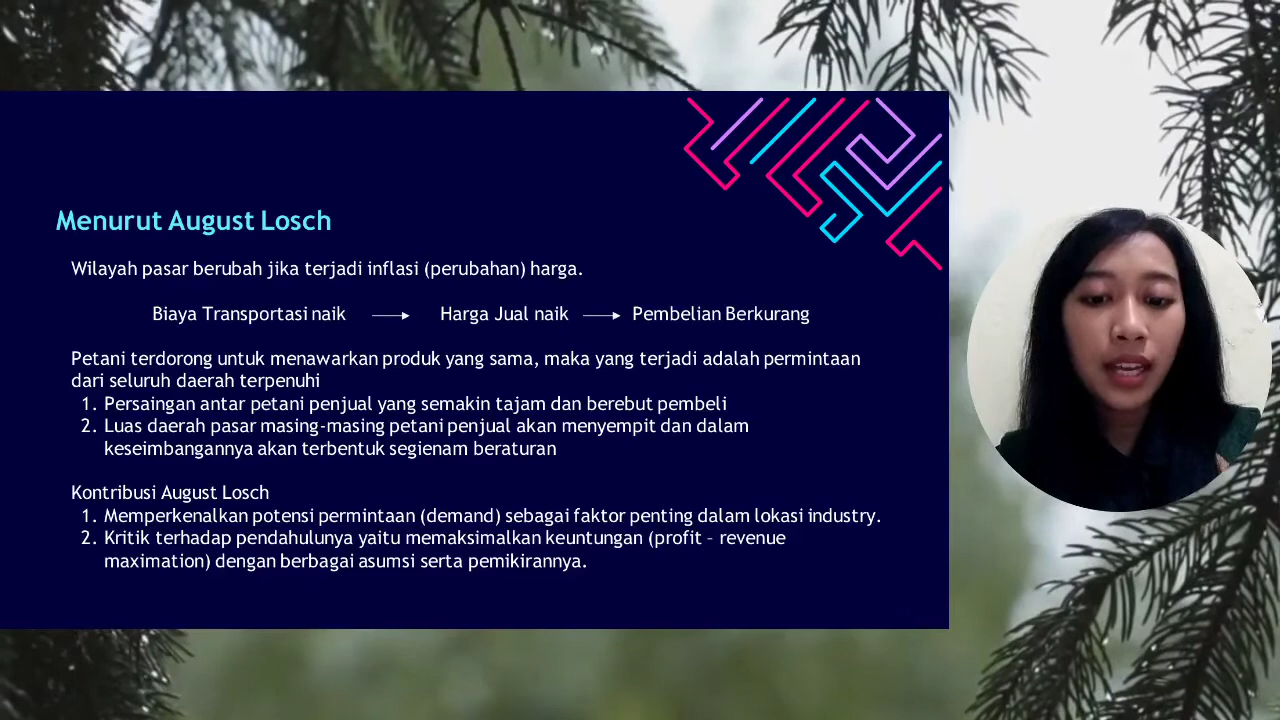 Menurut August Losch
Wilayah pasar berubah jika terjadi inflasi (perubahan) harga.
Biaya Transportasi naik Harga Jual naik Pembelian Berkurang
Petani terdorong untuk menawarkan produk yang sama, maka yang terjadi adalah permintaan
dari seluruh daerah terpenuhi
1. Persaingan antar petani penjual yang semakin tajam dan berebut pembeli
2. Luas daerah pasar masing-masing petani penjual akan menyempit dan dalam
keseimbangannya akan terbentuk segienam beraturan
Kontribusi August Losch
1. Memperkenalkan potensi permintaan (demand) sebagai faktor penting dalam lokasi industry.
2. Kritik terhadap pendahulunya yaitu memaksimalkan keuntungan (profit – revenue
maximation) dengan berbagai asumsi serta pemikirannya.